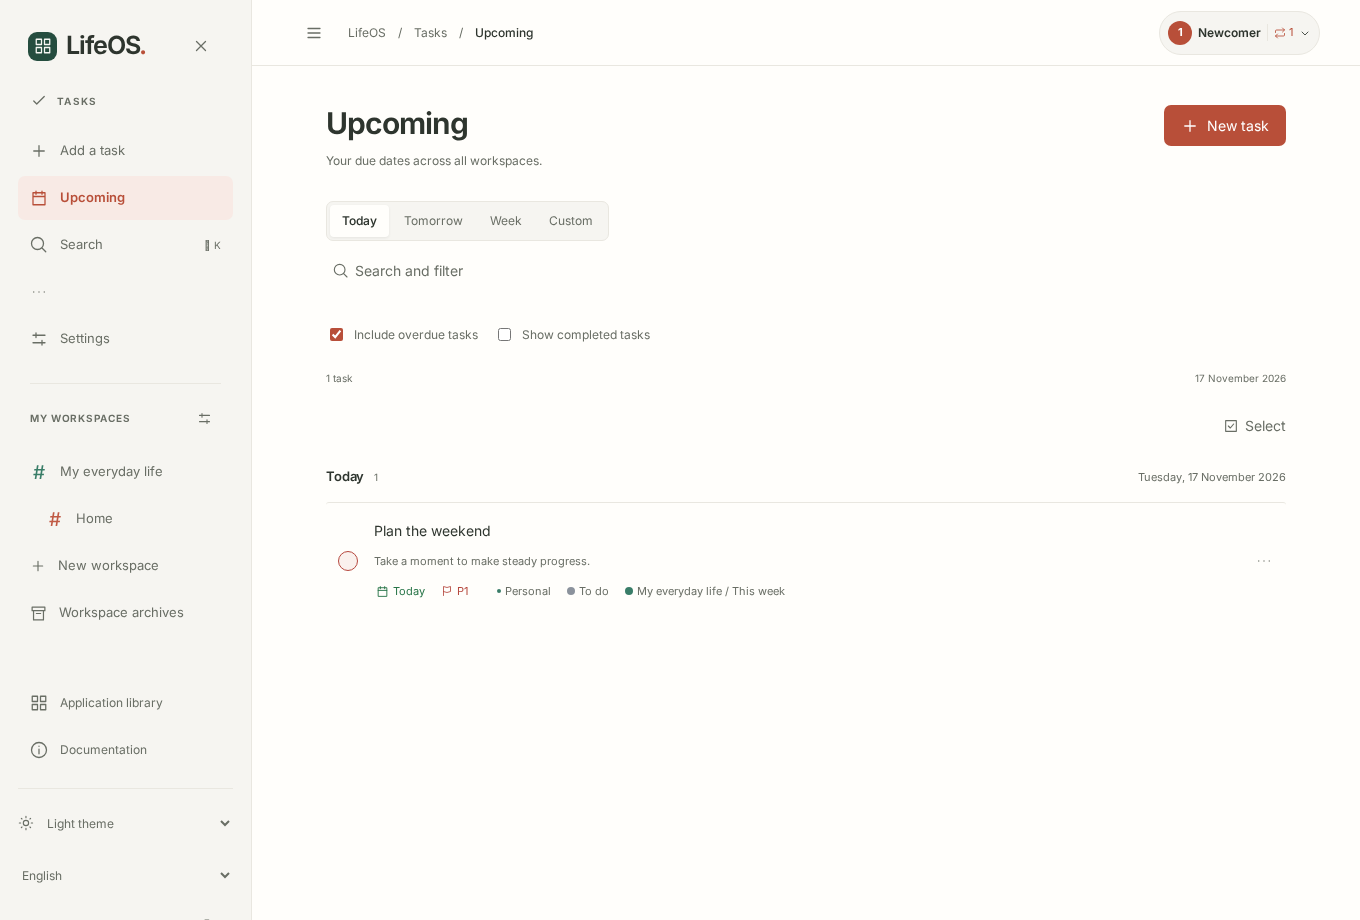 LifeOS.
TASKS
Add a task
Upcoming
Search
K
...
Settings
MY WORKSPACES
# My everyday life
# Home
New workspace
Workspace archives
Application library
Documentation
Light theme
English
LifeOS / Tasks / Upcoming
1 Newcomer 1
Upcoming
New task
Your due dates across all workspaces.
Today Tomorrow Week Custom
Search and filter
Include overdue tasks Show completed tasks
1 task 17 November 2026
Select
Today 1 Tuesday, 17 November 2026
Plan the weekend
Take a moment to make steady progress.
...
Today P1 Personal To do My everyday life / This week